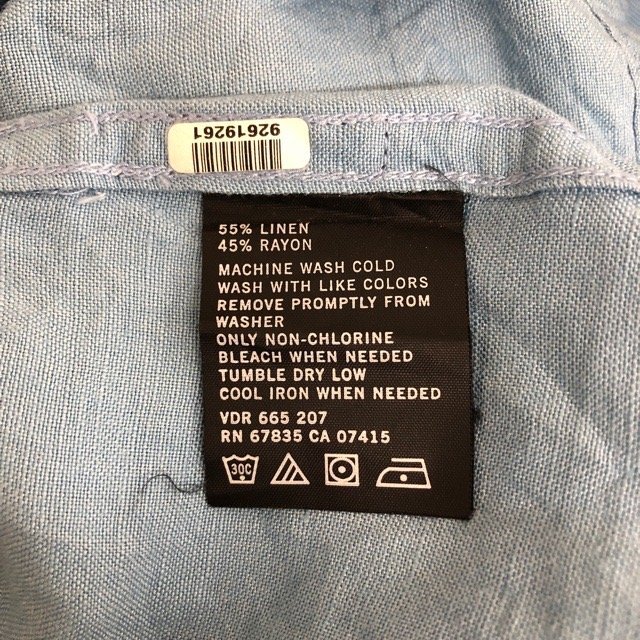 92619261
55% LINEN
45% RAYON
MACHINE WASH COLD
WASH WITH LIKE COLORS
REMOVE PROMPTLY FROM
WASHER
ONLY NON-CHLORINE
BLEACH WHEN NEEDED
TUMBLE DRY LOW
COOL IRON WHEN NEEDED
VDR 665 207
RN 67835 CA 07415
30C